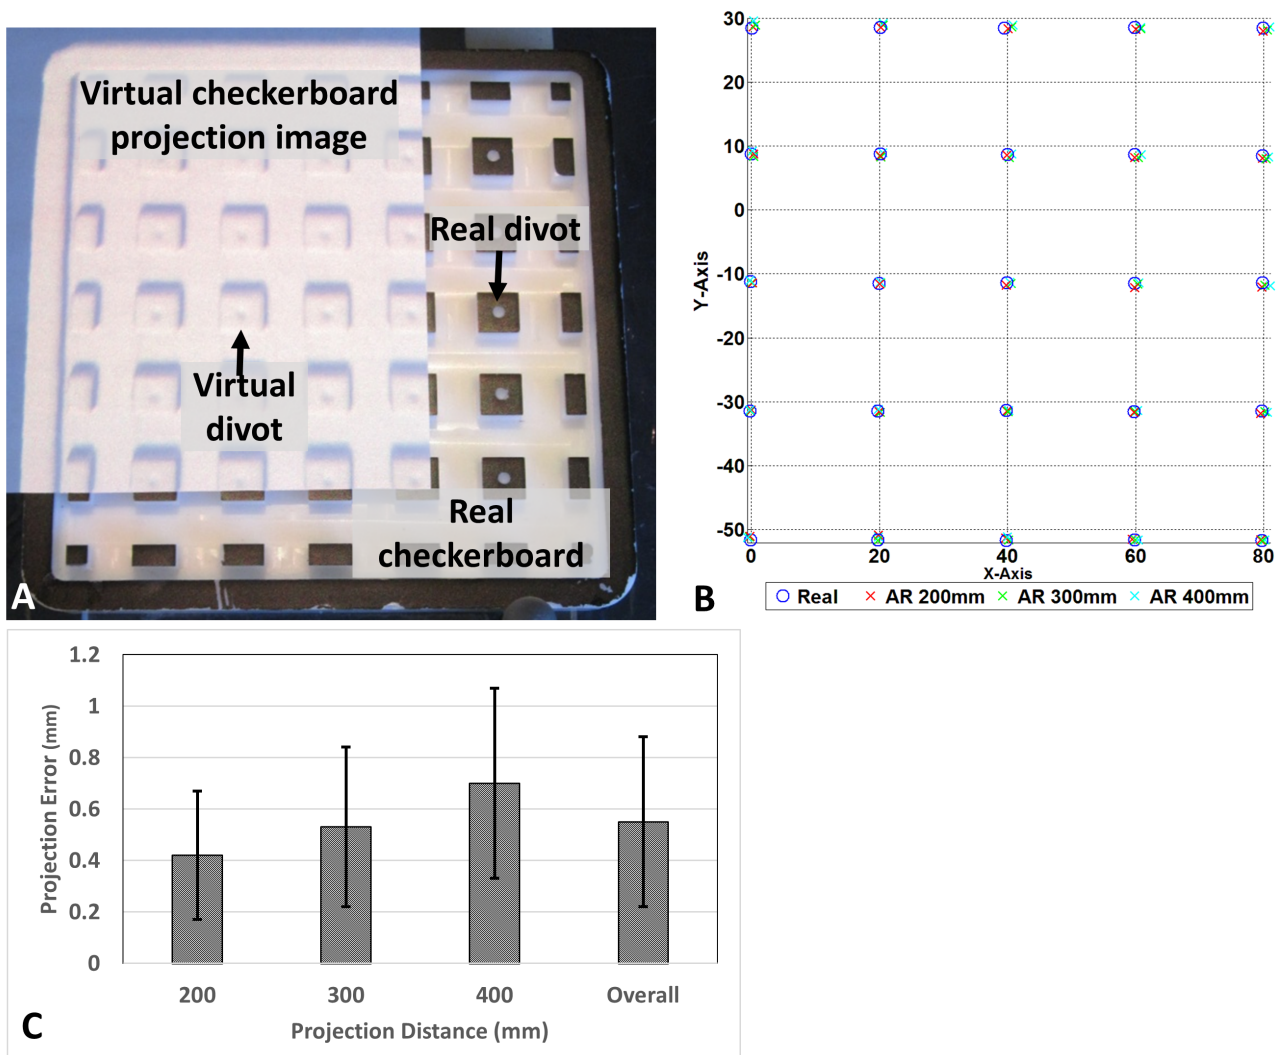 Virtual checkerboard
projection image
Real divot
Virtual
divot
Real
checkerboard
A
30
20
10
0
-10
-20
-30
-40
-50
Y-Axis
0 20 40 60 80
X-Axis
B
Real AR 200mm AR 300mm AR 400mm
1.2
1
0.8
0.6
0.4
0.2
0
Projection Error (mm)
200 300 400 Overall
Projection Distance (mm)
C